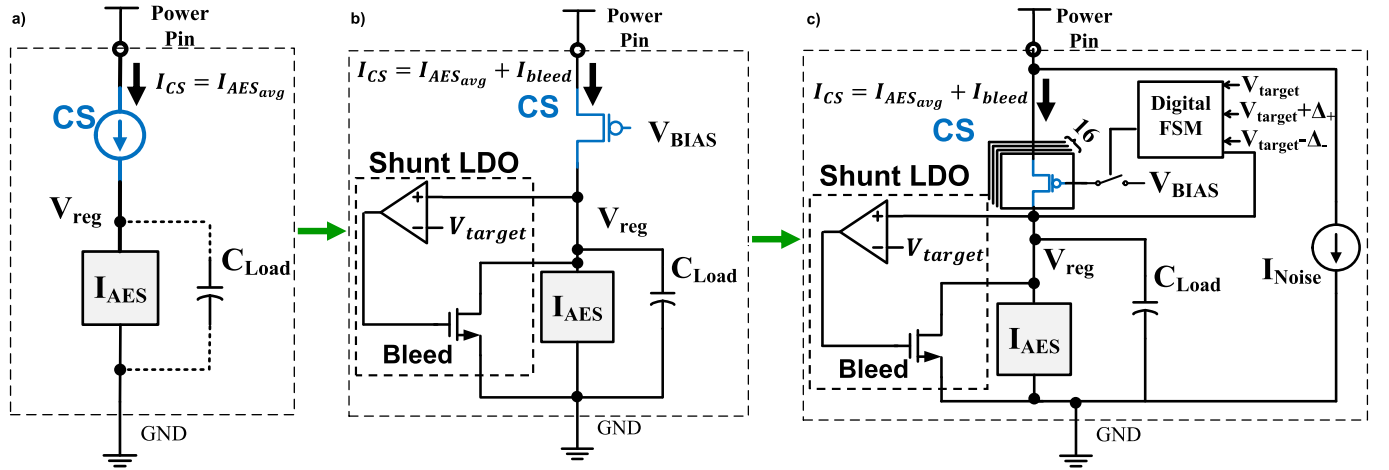 a)
Power
Pin
I_CS = I_AES_avg
CS
V_reg
C_Load
I_AES
GND
b)
Power
Pin
I_CS = I_AES_avg + I_bleed
CS
V_BIAS
Shunt LDO
V_target
V_reg
C_Load
I_AES
Bleed
GND
c)
Power
Pin
I_CS = I_AES_avg + I_bleed
CS
16
Digital
FSM
V_target
V_target+Δ_+
V_target-Δ_-
V_BIAS
Shunt LDO
V_target
V_reg
C_Load
I_Noise
I_AES
Bleed
GND